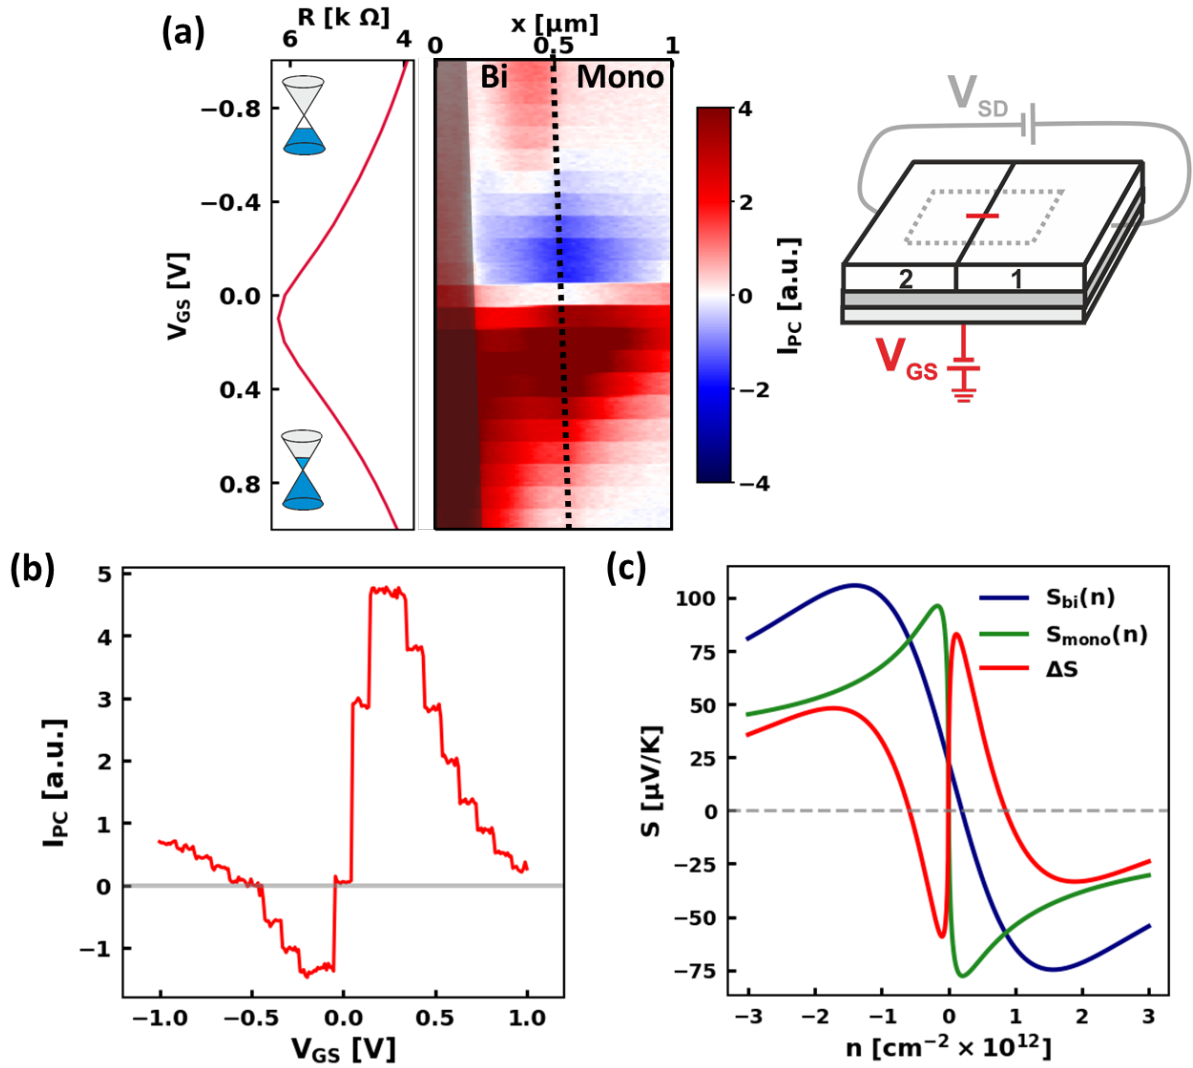 (a)
R [k Ω]
6 4
x [μm]
0 0.5 1
Bi Mono
−0.8
−0.4
0.0
0.4
0.8
V_GS [V]
4
2
0
−2
−4
I_PC [a.u.]
V_SD
2 1
V_GS
(b)
5
4
3
2
1
0
−1
I_PC [a.u.]
−1.0 −0.5 0.0 0.5 1.0
V_GS [V]
(c)
100
75
50
25
0
−25
−50
−75
S [μV/K]
S_bi(n)
S_mono(n)
ΔS
−3 −2 −1 0 1 2 3
n [cm⁻² × 10¹²]